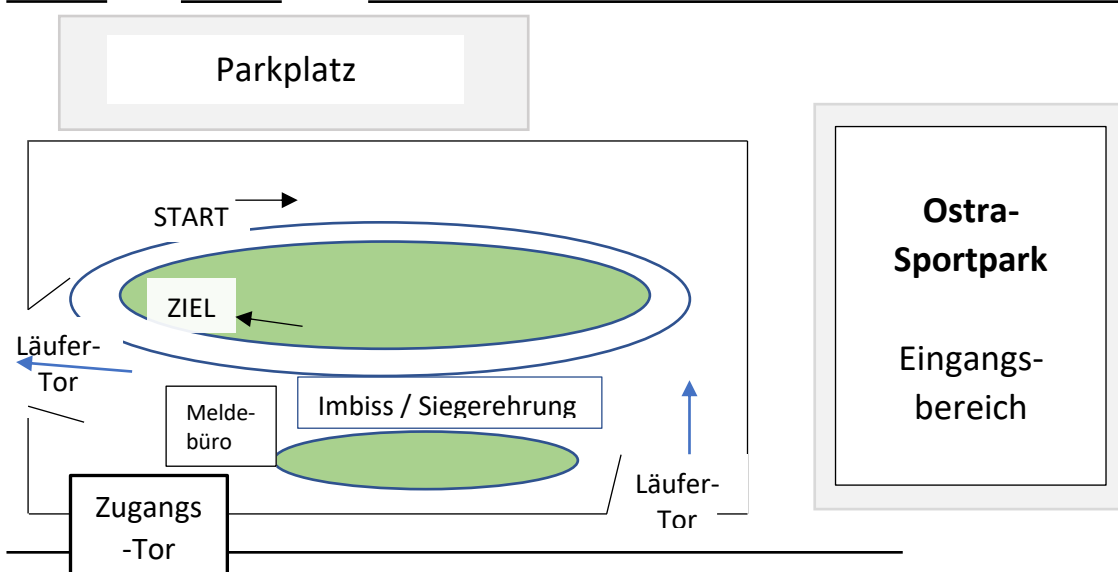 Parkplatz
START
ZIEL
Läufer-
Tor
Melde-
büro
Imbiss / Siegerehrung
Zugangs
-Tor
Läufer-
Tor
Ostra-
Sportpark
Eingangs-
bereich